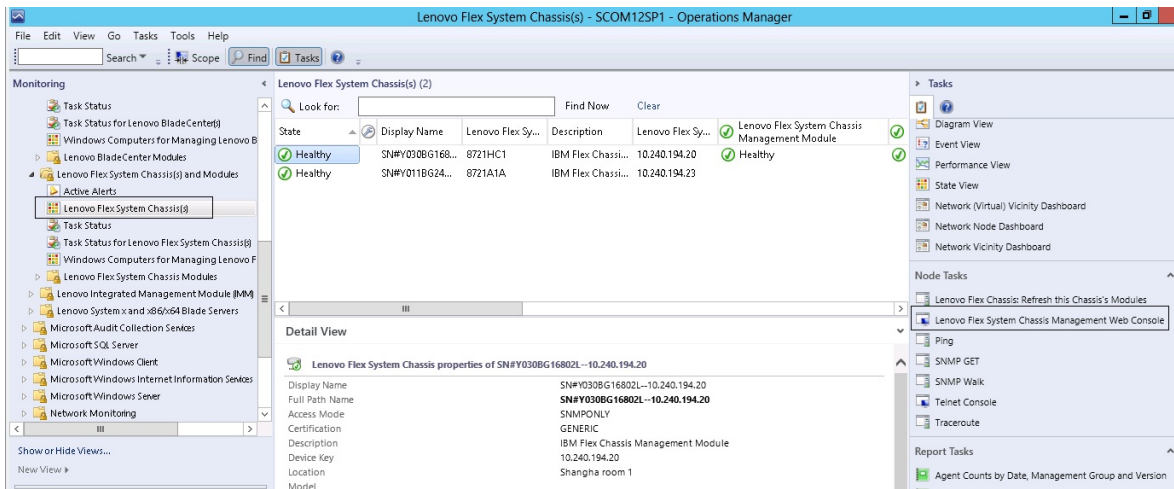 Lenovo Flex System Chassis(s) - SCOM12SP1 - Operations Manager
File Edit View Go Tasks Tools Help
Search Scope Find Tasks
Monitoring
Task Status
Task Status for Lenovo BladeCenter(s)
Windows Computers for Managing Lenovo B
Lenovo BladeCenter Modules
Lenovo Flex System Chassis(s) and Modules
Active Alerts
Lenovo Flex System Chassis(s)
Task Status
Task Status for Lenovo Flex System Chassis(s)
Windows Computers for Managing Lenovo F
Lenovo Flex System Chassis Modules
Lenovo Integrated Management Module (IMM)
Lenovo System x and x86/x64 Blade Servers
Microsoft Audit Collection Services
Microsoft SQL Server
Microsoft Windows Client
Microsoft Windows Internet Information Services
Microsoft Windows Server
Network Monitoring
Show or Hide Views...
New View
Lenovo Flex System Chassis(s) (2)
Look for: Find Now Clear
State Display Name Lenovo Flex Sy... Description Lenovo Flex Sy... Lenovo Flex System Chassis
Management Module
Healthy SN#Y030BG168... 8721HC1 IBM Flex Chassi... 10.240.194.20 Healthy
Healthy SN#Y011BG24... 8721A1A IBM Flex Chassi... 10.240.194.23
Detail View
Lenovo Flex System Chassis properties of SN#Y030BG16802L--10.240.194.20
Display Name SN#Y030BG16802L--10.240.194.20
Full Path Name SN#Y030BG16802L--10.240.194.20
Access Mode SNMPONLY
Certification GENERIC
Description IBM Flex Chassis Management Module
Device Key 10.240.194.20
Location Shangha room 1
Model
Tasks
Diagram View
Event View
Performance View
State View
Network (Virtual) Vicinity Dashboard
Network Node Dashboard
Network Vicinity Dashboard
Node Tasks
Lenovo Flex Chassis: Refresh this Chassis's Modules
Lenovo Flex System Chassis Management Web Console
Ping
SNMP GET
SNMP Walk
Telnet Console
Traceroute
Report Tasks
Agent Counts by Date, Management Group and Version